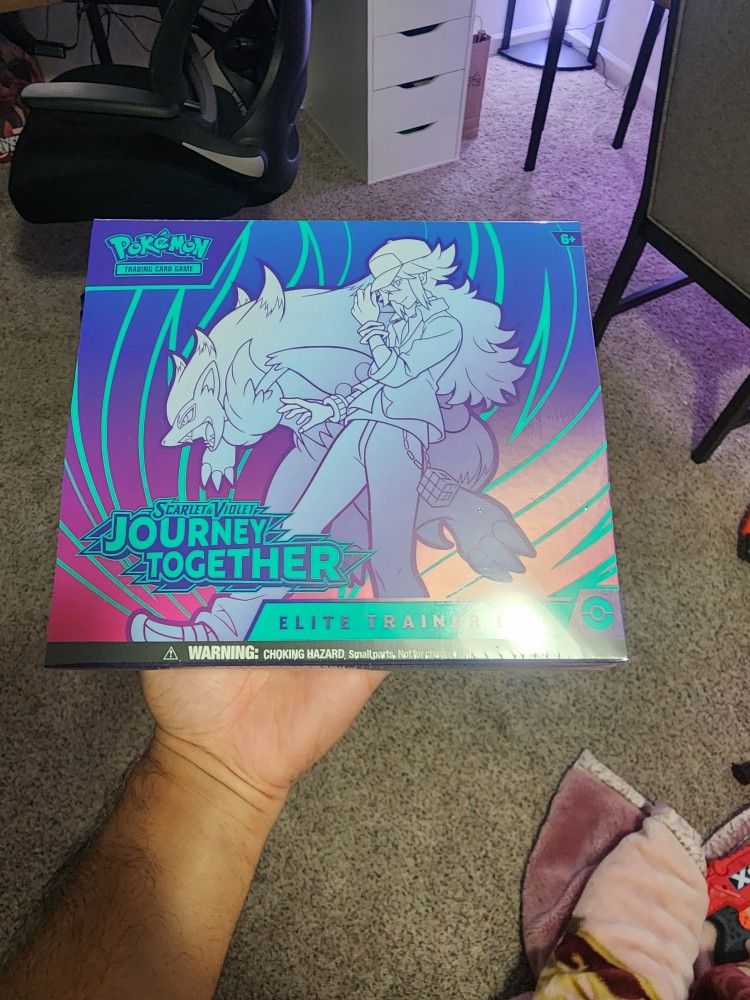 POKéMON
TRADING CARD GAME
6+
SCARLET & VIOLET
JOURNEY
TOGETHER
ELITE TRAINER
WARNING: CHOKING HAZARD, Small parts, Not for